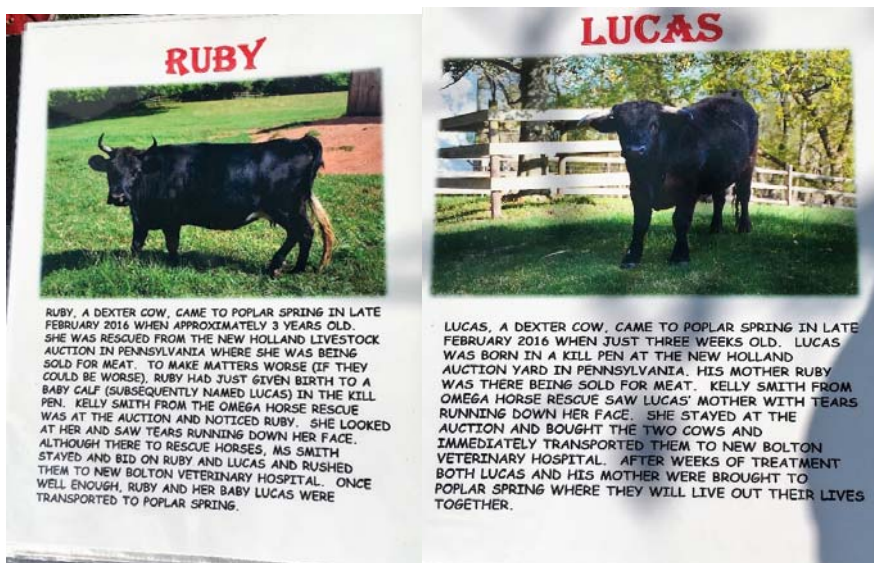 RUBY
RUBY, A DEXTER COW, CAME TO POPLAR SPRING IN LATE
FEBRUARY 2016 WHEN APPROXIMATELY 3 YEARS OLD.
SHE WAS RESCUED FROM THE NEW HOLLAND LIVESTOCK
AUCTION IN PENNSYLVANIA WHERE SHE WAS BEING
SOLD FOR MEAT. TO MAKE MATTERS WORSE (IF THEY
COULD BE WORSE), RUBY HAD JUST GIVEN BIRTH TO A
BABY CALF (SUBSEQUENTLY NAMED LUCAS) IN THE KILL
PEN. KELLY SMITH FROM THE OMEGA HORSE RESCUE
WAS AT THE AUCTION AND NOTICED RUBY. SHE LOOKED
AT HER AND SAW TEARS RUNNING DOWN HER FACE.
ALTHOUGH THERE TO RESCUE HORSES, MS SMITH
STAYED AND BID ON RUBY AND LUCAS AND RUSHED
THEM TO NEW BOLTON VETERINARY HOSPITAL. ONCE
WELL ENOUGH, RUBY AND HER BABY LUCAS WERE
TRANSPORTED TO POPLAR SPRING.
LUCAS
LUCAS, A DEXTER COW, CAME TO POPLAR SPRING IN LATE
FEBRUARY 2016 WHEN JUST THREE WEEKS OLD. LUCAS
WAS BORN IN A KILL PEN AT THE NEW HOLLAND
AUCTION YARD IN PENNSYLVANIA. HIS MOTHER RUBY
WAS THERE BEING SOLD FOR MEAT. KELLY SMITH FROM
OMEGA HORSE RESCUE SAW LUCAS' MOTHER WITH TEARS
RUNNING DOWN HER FACE. SHE STAYED AT THE
AUCTION AND BOUGHT THE TWO COWS AND
IMMEDIATELY TRANSPORTED THEM TO NEW BOLTON
VETERINARY HOSPITAL. AFTER WEEKS OF TREATMENT
BOTH LUCAS AND HIS MOTHER WERE BROUGHT TO
POPLAR SPRING WHERE THEY WILL LIVE OUT THEIR LIVES
TOGETHER.